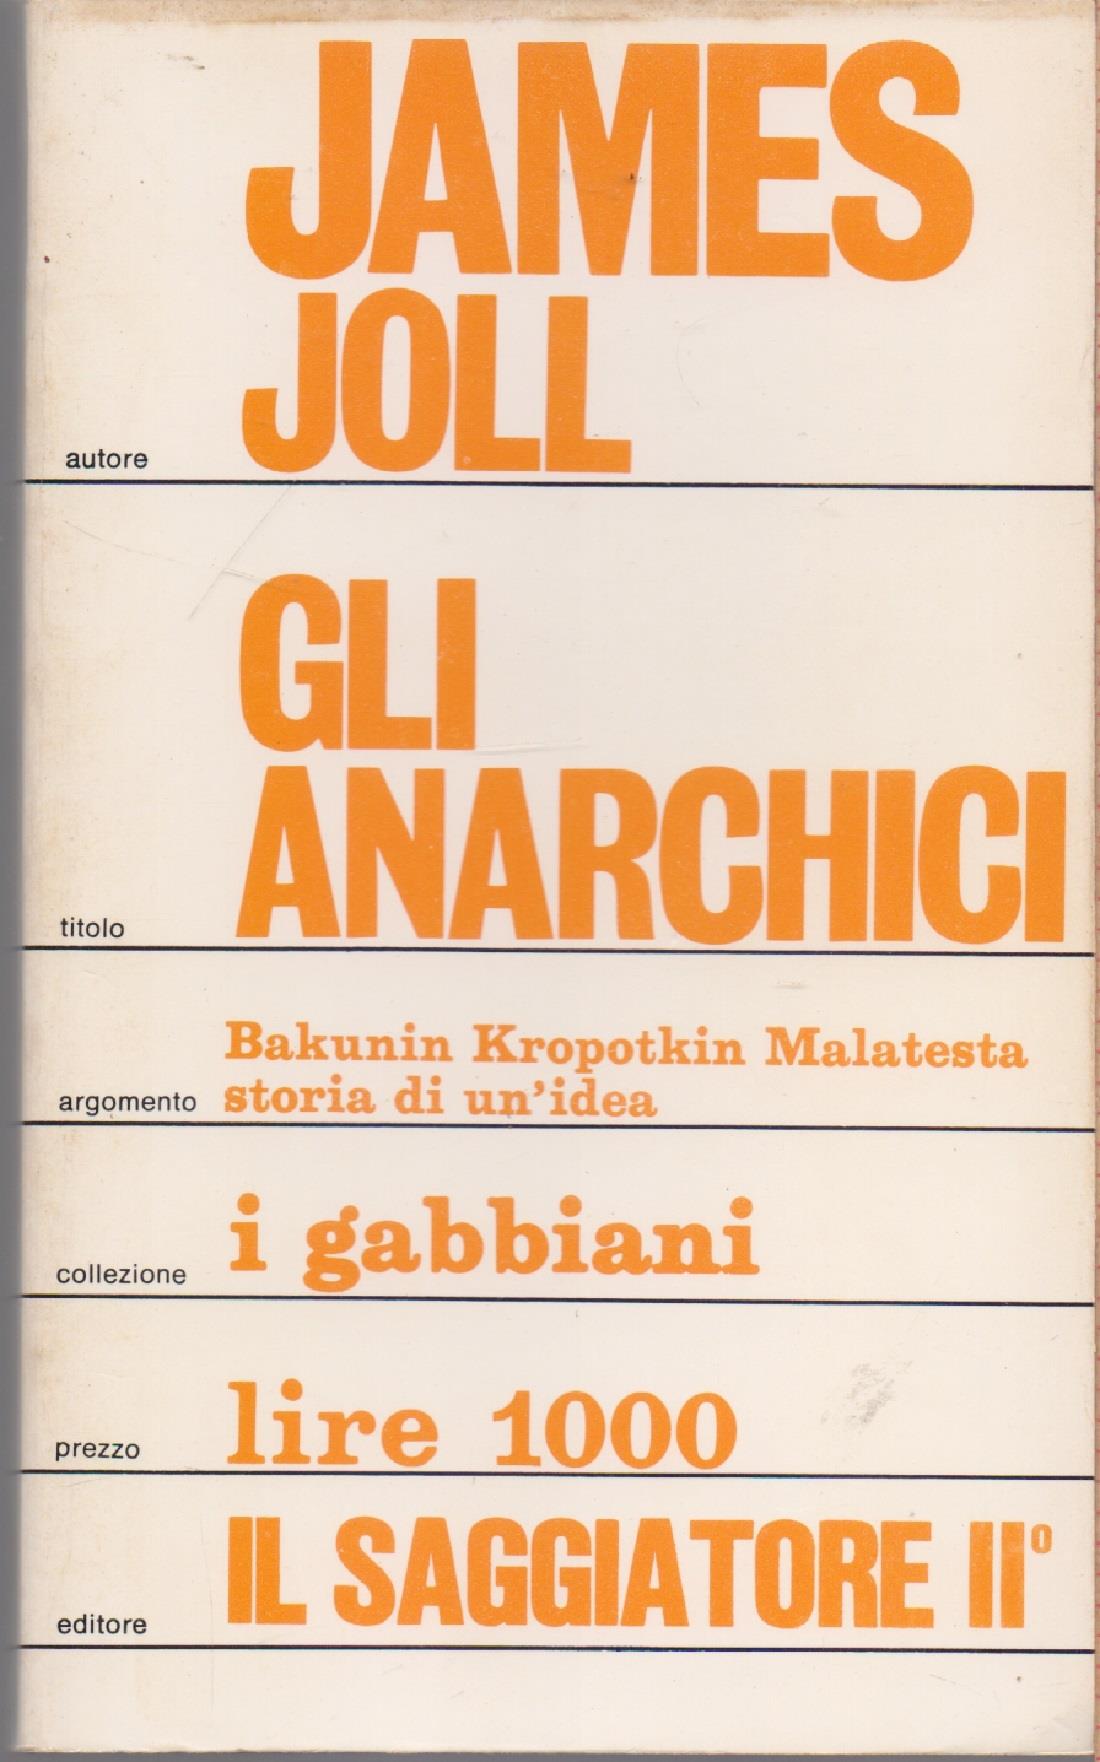 JAMES
JOLL
autore
GLI
ANARCHICI
titolo
Bakunin Kropotkin Malatesta
storia di un'idea
argomento
i gabbiani
collezione
lire 1000
prezzo
IL SAGGIATORE IIº
editore